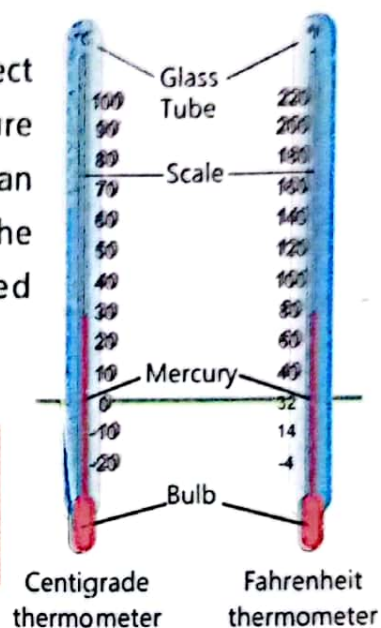 °C °F
ect
Glass
Tube
ure
an
he
ed
100 220
90 200
80 180
Scale
70 160
60 140
50 120
40 100
30 80
20 60
10 Mercury 40
0 32
-10 14
-20 -4
Bulb
Centigrade
thermometer
Fahrenheit
thermometer